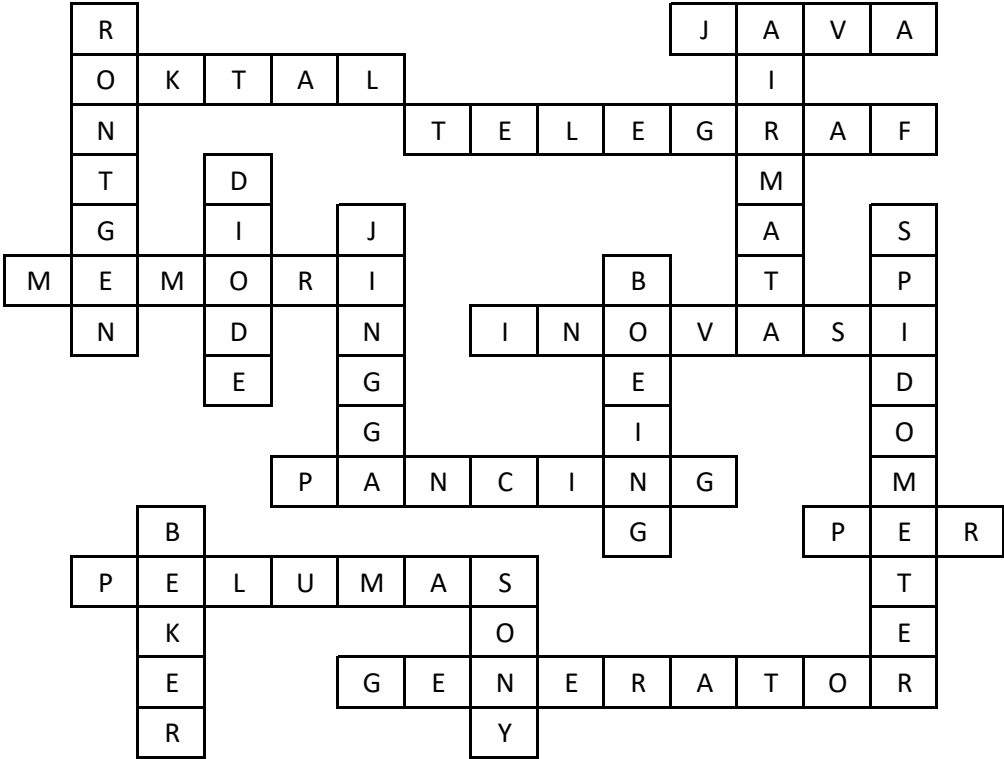 R J A V A
O K T A L I
N T E L E G R A F
T D M
G I J A S
M E M O R I B T P
N D N I N O V A S I
E G E D
G I O
P A N C I N G M
B G P E R
P E L U M A S T
K O E
E G E N E R A T O R
R Y